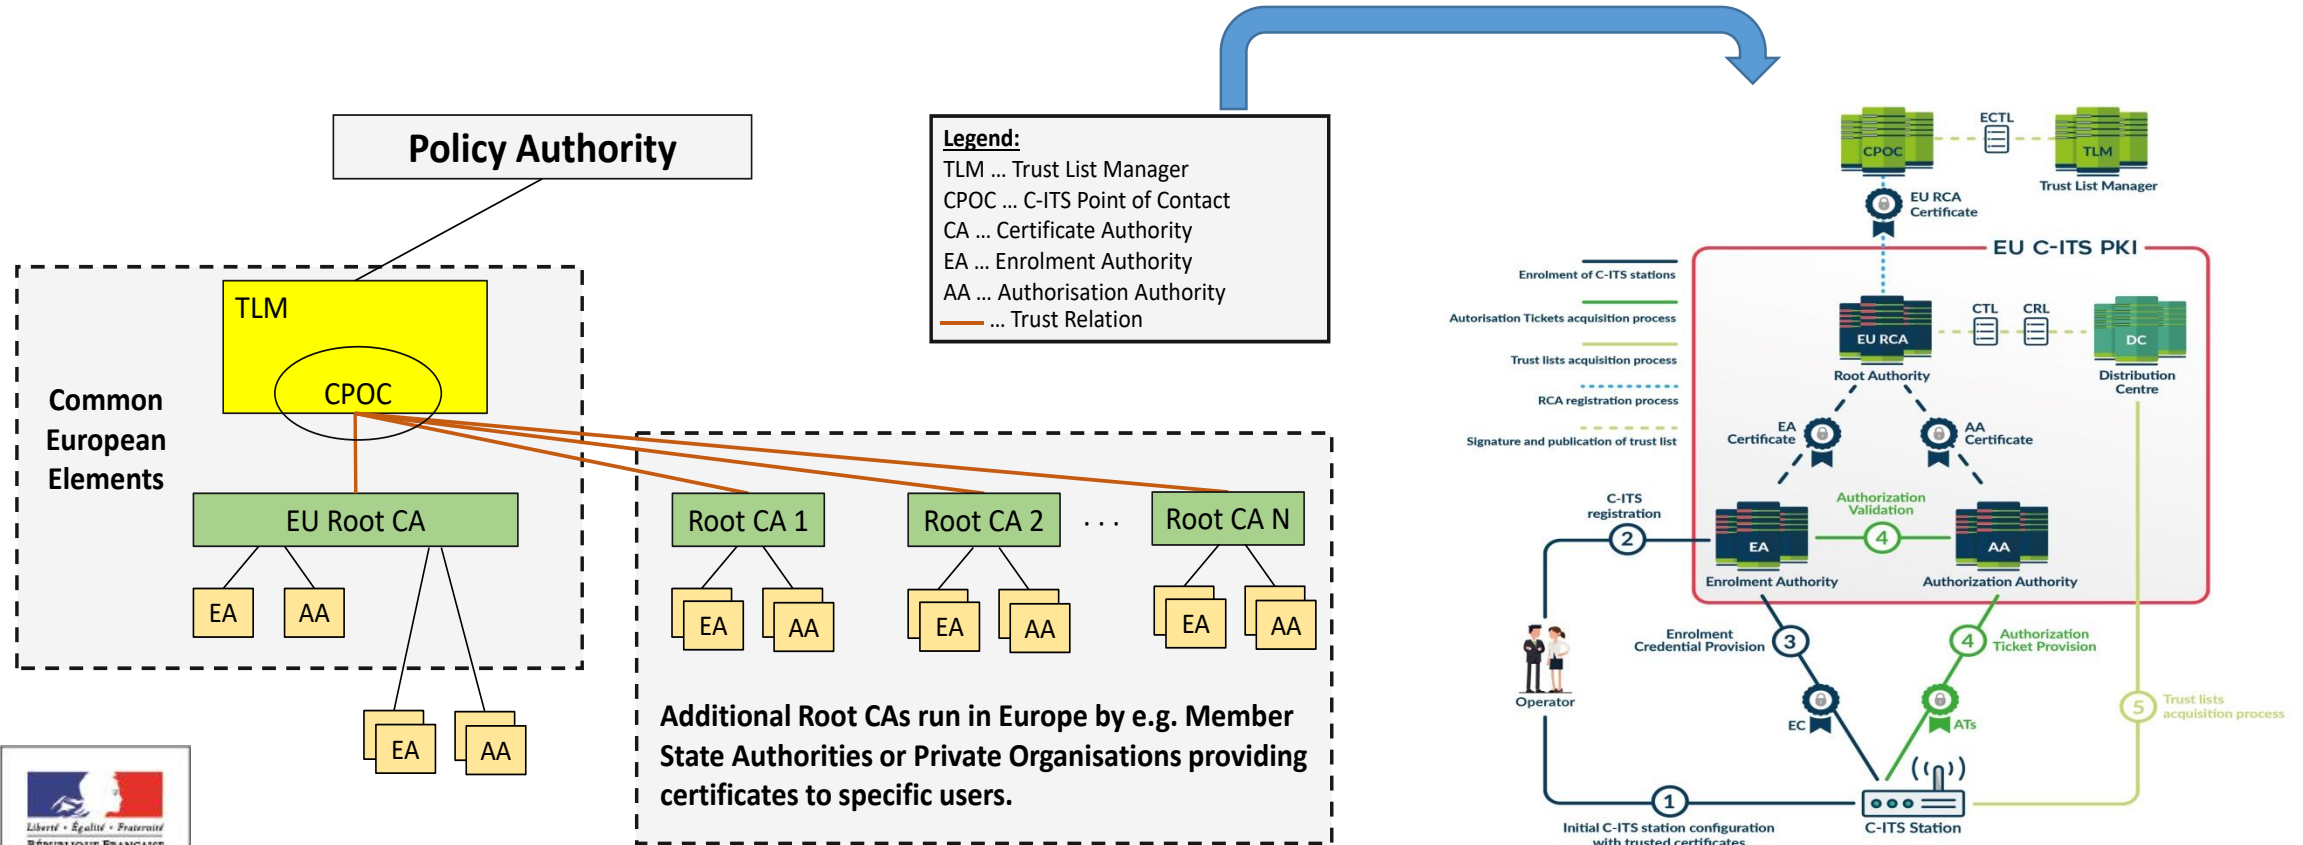 Policy Authority
TLM
CPOC
Common
European
Elements
EU Root CA
EA
AA
EA
AA
Root CA 1
Root CA 2
...
Root CA N
EA
AA
EA
AA
EA
AA
Additional Root CAs run in Europe by e.g. Member
State Authorities or Private Organisations providing
certificates to specific users.
Liberté • Égalité • Fraternité
RÉPUBLIQUE FRANÇAISE
Legend:
TLM ... Trust List Manager
CPOC ... C-ITS Point of Contact
CA ... Certificate Authority
EA ... Enrolment Authority
AA ... Authorisation Authority
... Trust Relation
CPOC
ECTL
TLM
Trust List Manager
EU RCA
Certificate
EU C-ITS PKI
Enrolment of C-ITS stations
Autorisation Tickets acquisition process
Trust lists acquisition process
RCA registration process
Signature and publication of trust list
EU RCA
Root Authority
CTL
CRL
DC
Distribution
Centre
EA
Certificate
AA
Certificate
C-ITS
registration
2
EA
Enrolment Authority
Authorization
Validation
4
AA
Authorization Authority
Operator
Enrolment
Credential Provision
3
EC
4
Authorization
Ticket Provision
ATs
5
Trust lists
acquisition process
1
Initial C-ITS station configuration
with trusted certificates
C-ITS Station